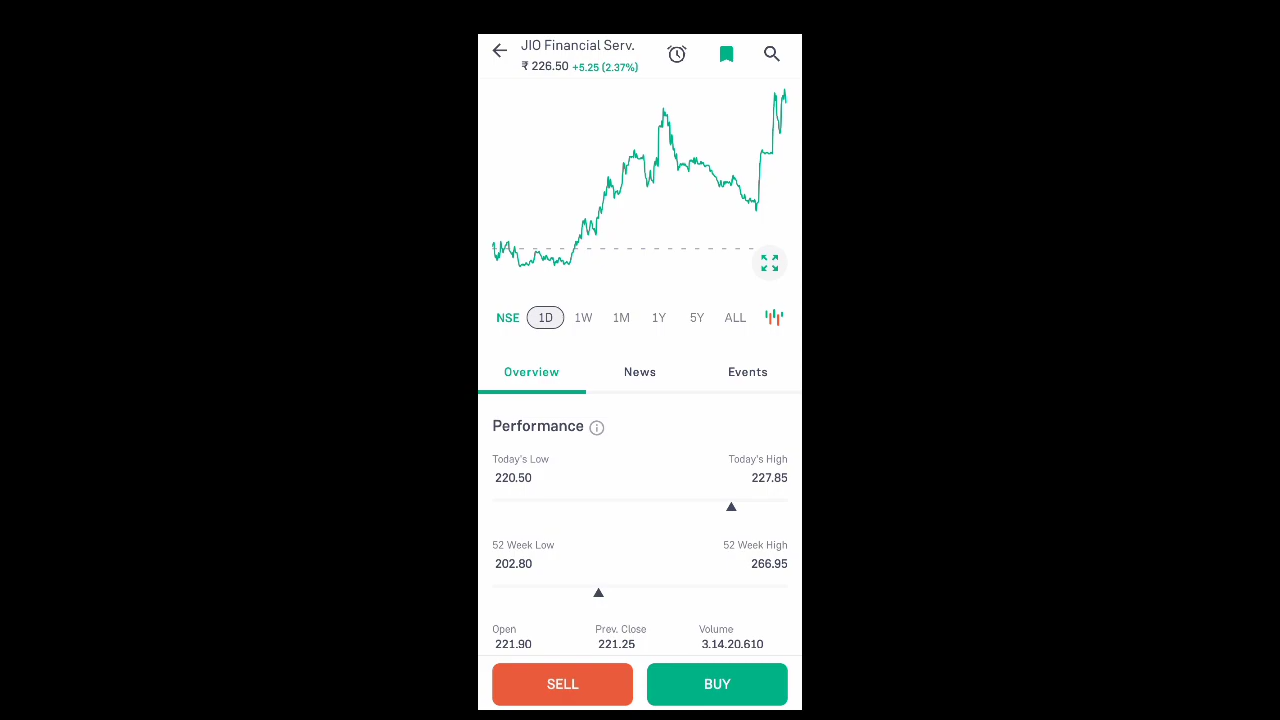 JIO Financial Serv.
₹ 226.50 +5.25 (2.37%)
NSE 1D 1W 1M 1Y 5Y ALL
Overview News Events
Performance
Today's Low Today's High
220.50 227.85
52 Week Low 52 Week High
202.80 266.95
Open Prev. Close Volume
221.90 221.25 3,14,20,610
SELL BUY